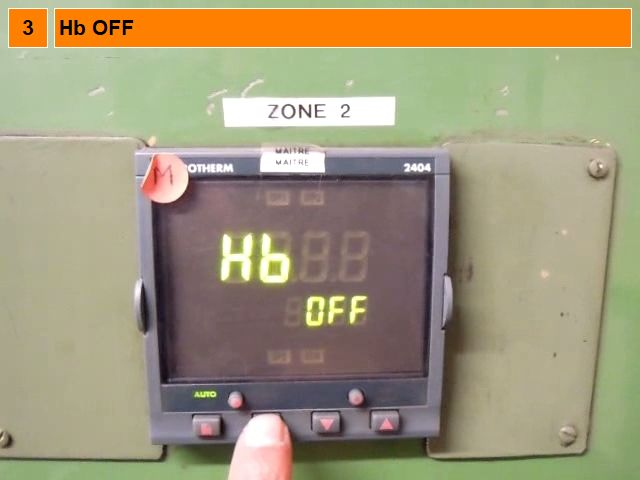 3
Hb OFF
ZONE 2
MAITRE
MAITRE
M
OTHERM 2404
Hb
OFF
AUTO